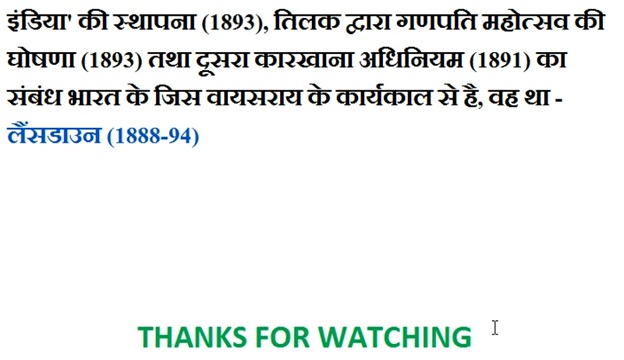 इंडिया' की स्थापना (1893), तिलक द्वारा गणपति महोत्सव की
घोषणा (1893) तथा दूसरा कारखाना अधिनियम (1891) का
संबंध भारत के जिस वायसराय के कार्यकाल से है, वह था -
लैंसडाउन (1888-94)
THANKS FOR WATCHING